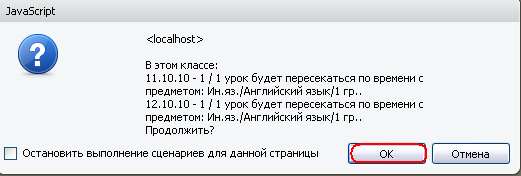 JavaScript
<localhost>
В этом классе:
11.10.10 - 1 / 1 урок будет пересекаться по времени с
предметом: Ин.яз./Английский язык/1 гр..
12.10.10 - 1 / 1 урок будет пересекаться по времени с
предметом: Ин.яз./Английский язык/1 гр..
Продолжить?
Остановить выполнение сценариев для данной страницы
OK
Отмена